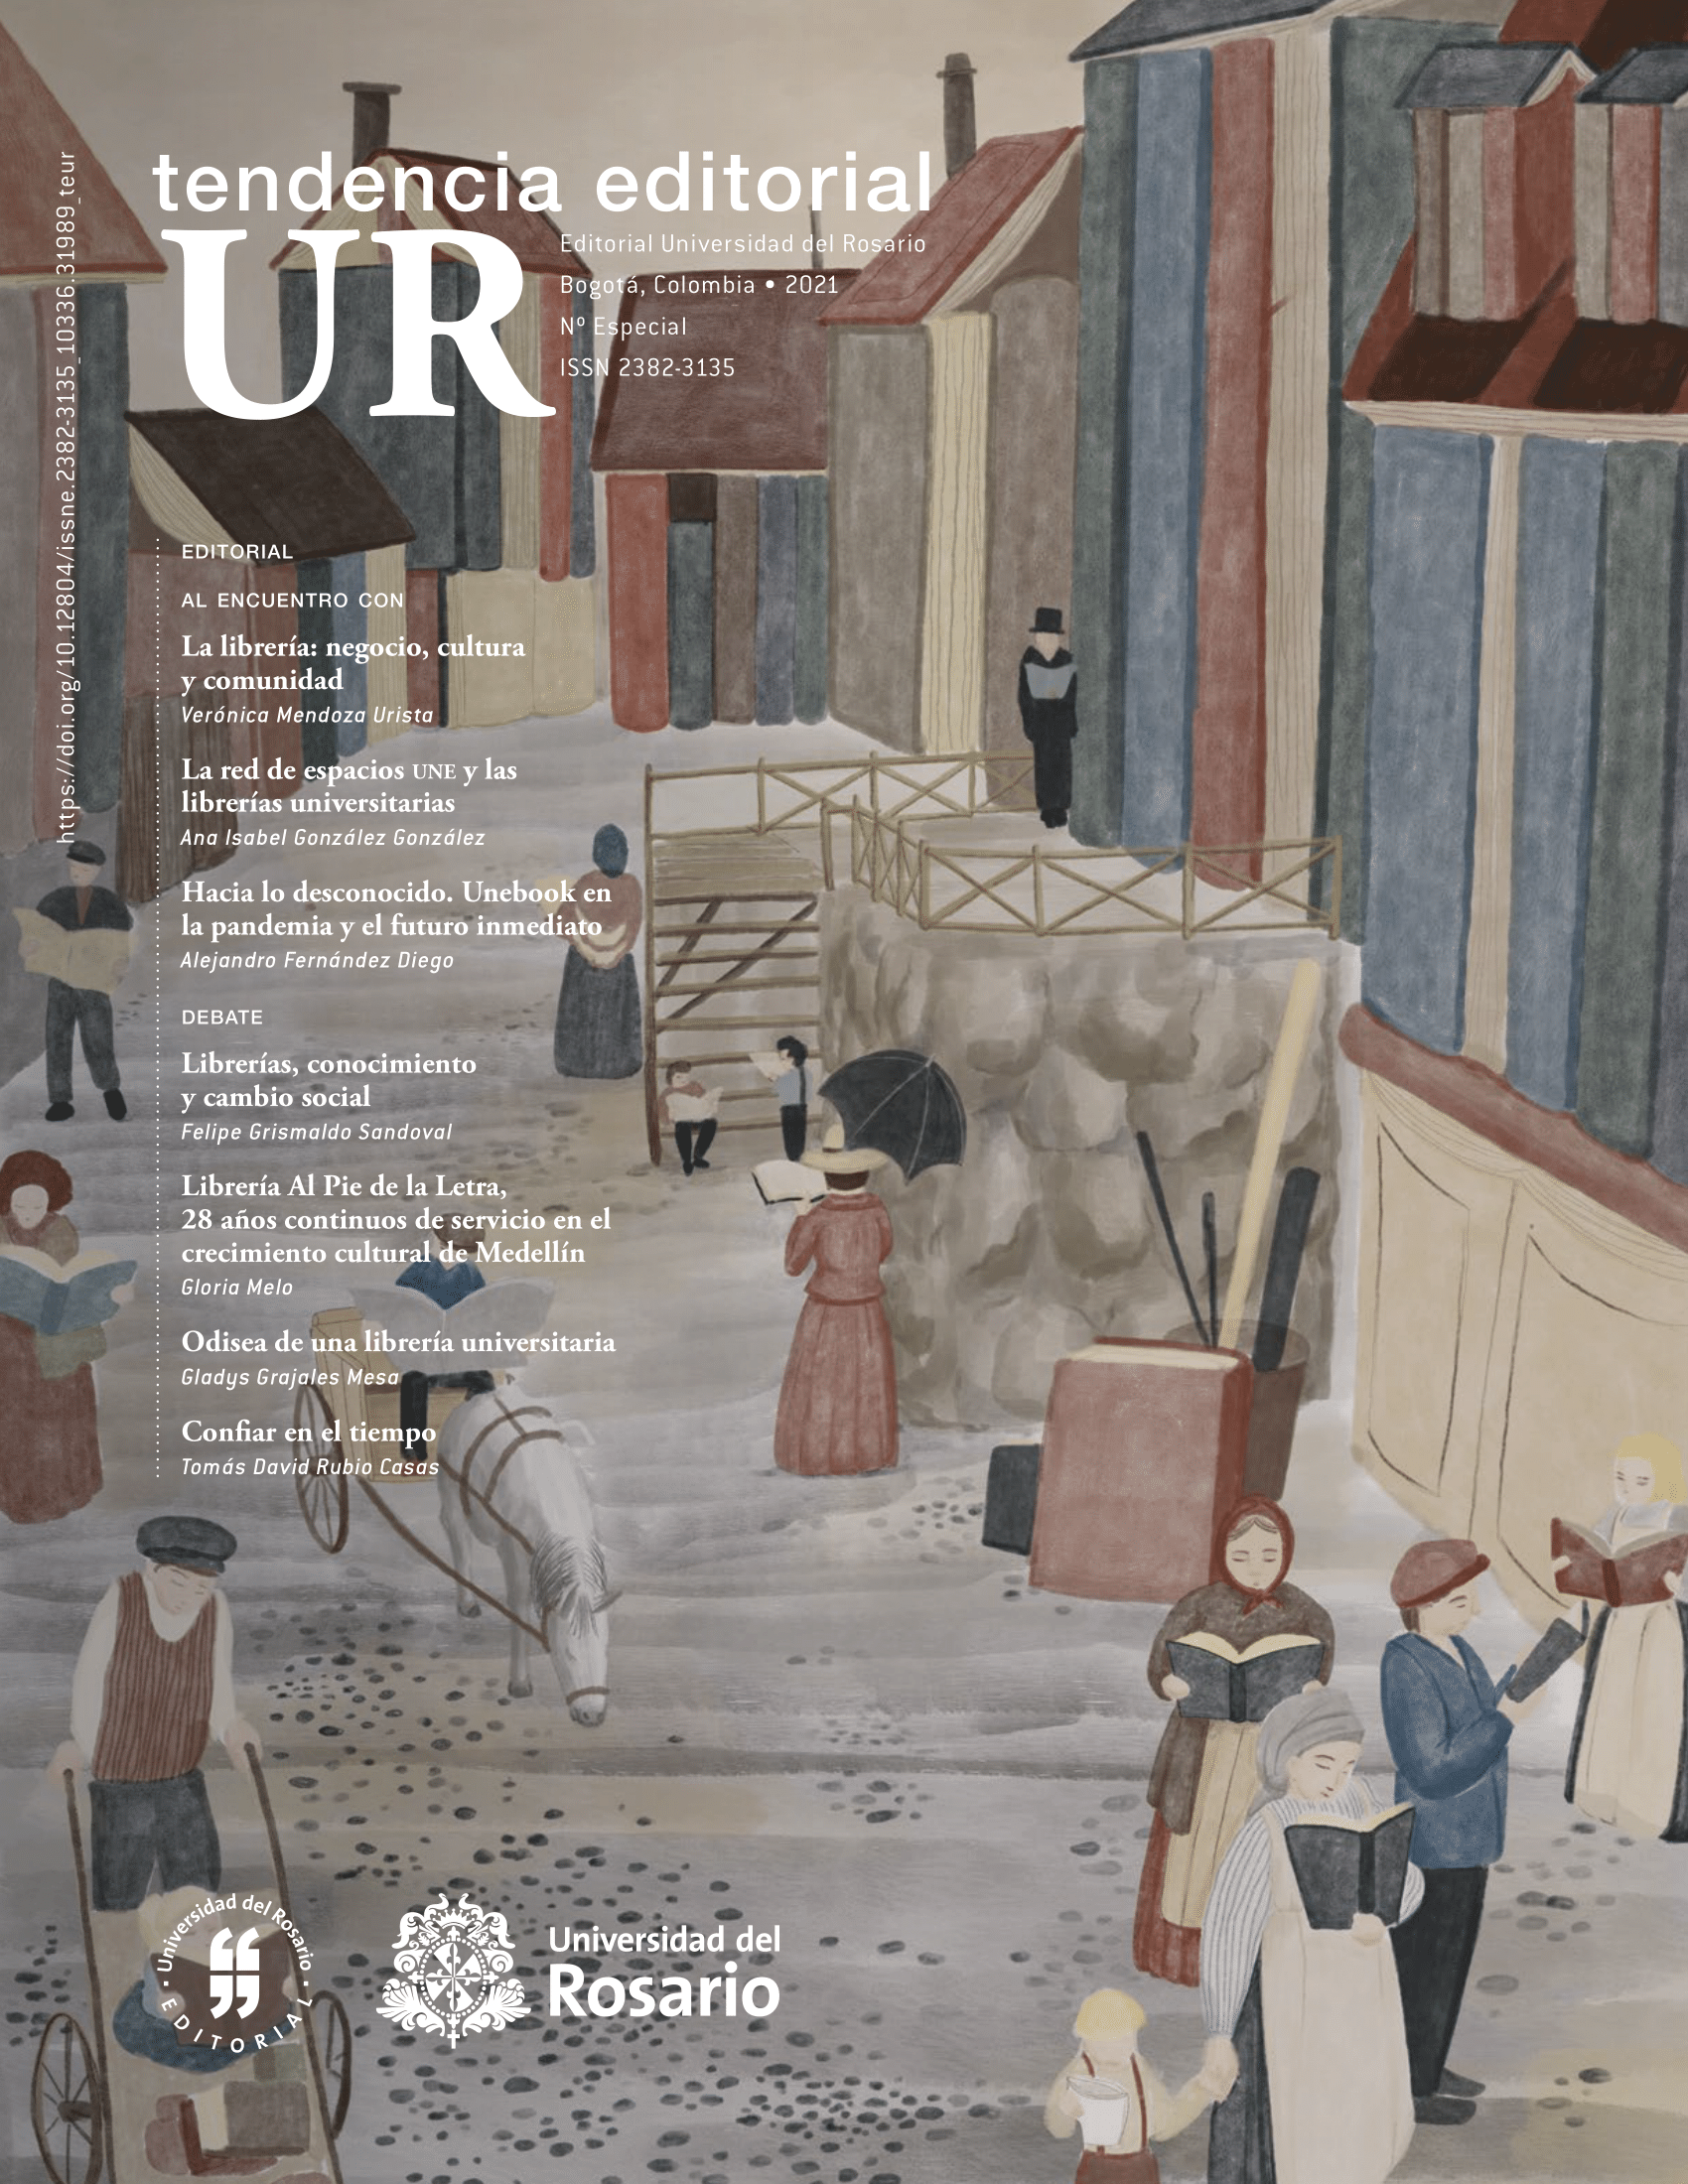 tendencia editorial
UR
Editorial Universidad del Rosario
Bogotá, Colombia • 2021
Nº Especial
ISSN 2382-3135
https://doi.org/10.12804/issne.2382-3135_10336.31989_teur
EDITORIAL
AL ENCUENTRO CON
La librería: negocio, cultura
y comunidad
Verónica Mendoza Urista
La red de espacios UNE y las
librerías universitarias
Ana Isabel González González
Hacia lo desconocido. Unebook en
la pandemia y el futuro inmediato
Alejandro Fernández Diego
DEBATE
Librerías, conocimiento
y cambio social
Felipe Grismaldo Sandoval
Librería Al Pie de la Letra,
28 años continuos de servicio en el
crecimiento cultural de Medellín
Gloria Melo
Odisea de una librería universitaria
Gladys Grajales Mesa
Confiar en el tiempo
Tomás David Rubio Casas
Universidad del Rosario
EDITORIAL
Universidad del
Rosario